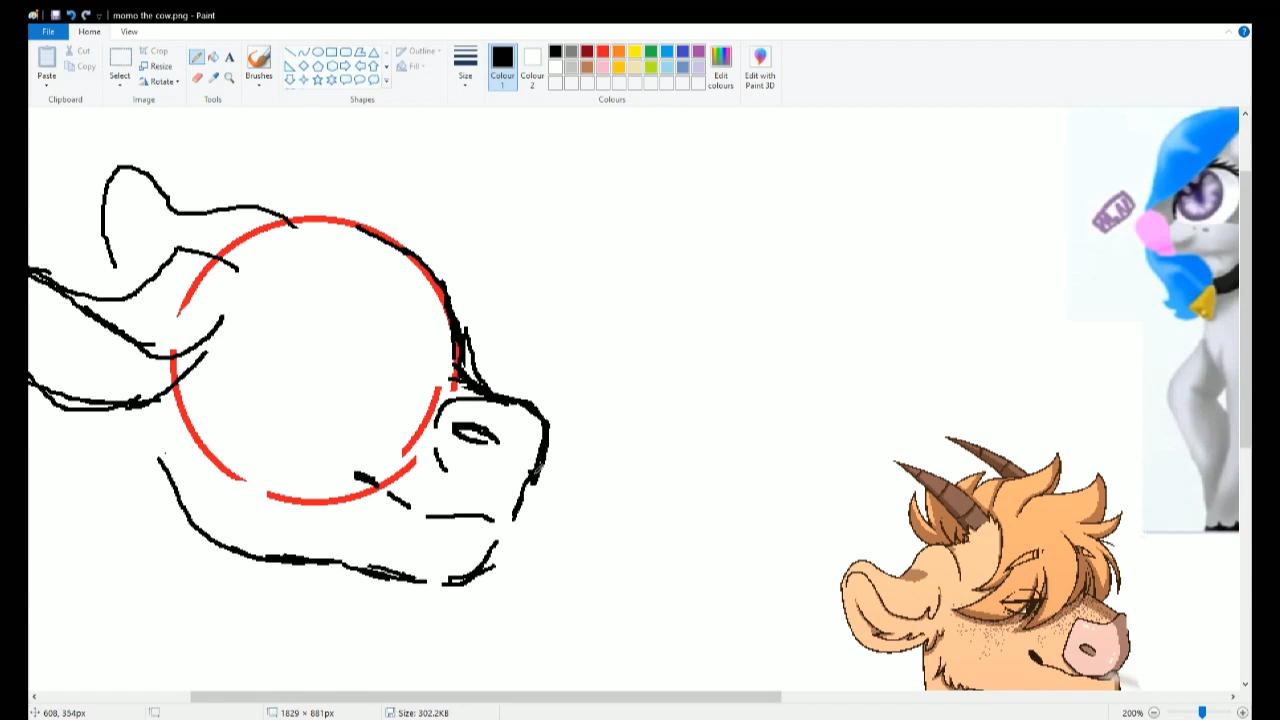 momo the cow.png - Paint
File Home View
Paste
Cut
Copy
Clipboard
Select
Crop
Resize
Rotate
Image
Tools
Brushes
Outline
Fill
Shapes
Size
Colour 1
Colour 2
Edit colours
Edit with Paint 3D
Colours
608, 354px
1829 × 881px
Size: 302.2KB
200%